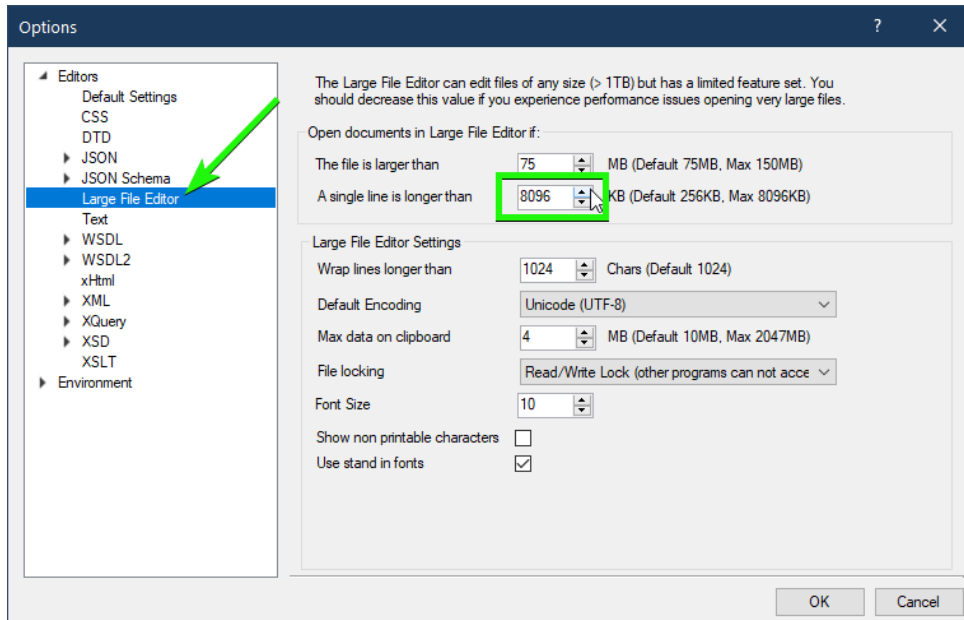 Options
?
Editors
Default Settings
CSS
DTD
JSON
JSON Schema
Large File Editor
Text
WSDL
WSDL2
xHtml
XML
XQuery
XSD
XSLT
Environment
The Large File Editor can edit files of any size (> 1TB) but has a limited feature set. You
should decrease this value if you experience performance issues opening very large files.
Open documents in Large File Editor if:
The file is larger than 75 MB (Default 75MB, Max 150MB)
A single line is longer than 8096 KB (Default 256KB, Max 8096KB)
Large File Editor Settings
Wrap lines longer than 1024 Chars (Default 1024)
Default Encoding Unicode (UTF-8)
Max data on clipboard 4 MB (Default 10MB, Max 2047MB)
File locking Read/Write Lock (other programs can not acce
Font Size 10
Show non printable characters
Use stand in fonts
OK Cancel